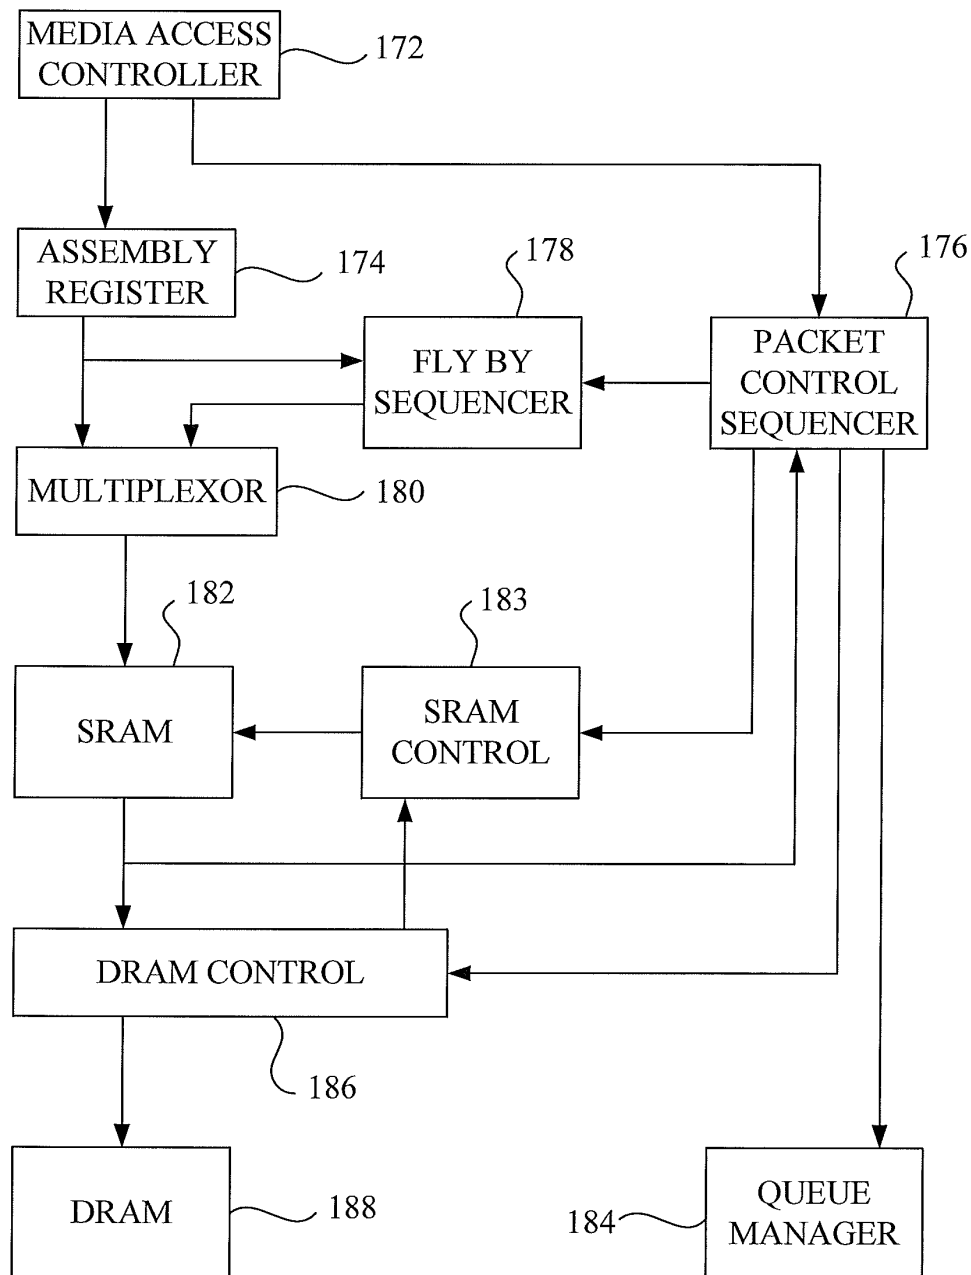 MEDIA ACCESS
CONTROLLER
172
ASSEMBLY
REGISTER
174
178
176
FLY BY
SEQUENCER
PACKET
CONTROL
SEQUENCER
MULTIPLEXOR
180
182
183
SRAM
SRAM
CONTROL
DRAM CONTROL
186
DRAM
188
184
QUEUE
MANAGER